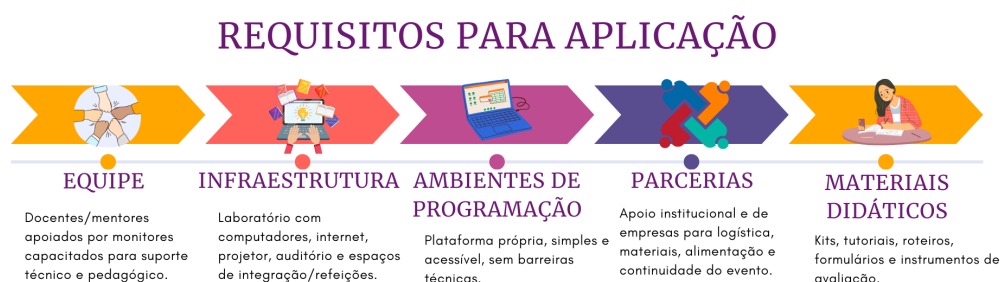 REQUISITOS PARA APLICAÇÃO
EQUIPE
Docentes/mentores
apoiados por monitores
capacitados para suporte
técnico e pedagógico.
INFRAESTRUTURA
Laboratório com
computadores, internet,
projetor, auditório e espaços
de integração/refeições.
AMBIENTES DE
PROGRAMAÇÃO
Plataforma própria, simples e
acessível, sem barreiras
técnicas.
PARCERIAS
Apoio institucional e de
empresas para logística,
materiais, alimentação e
continuidade do evento.
MATERIAIS
DIDÁTICOS
Kits, tutoriais, roteiros,
formulários e instrumentos de
avaliação.